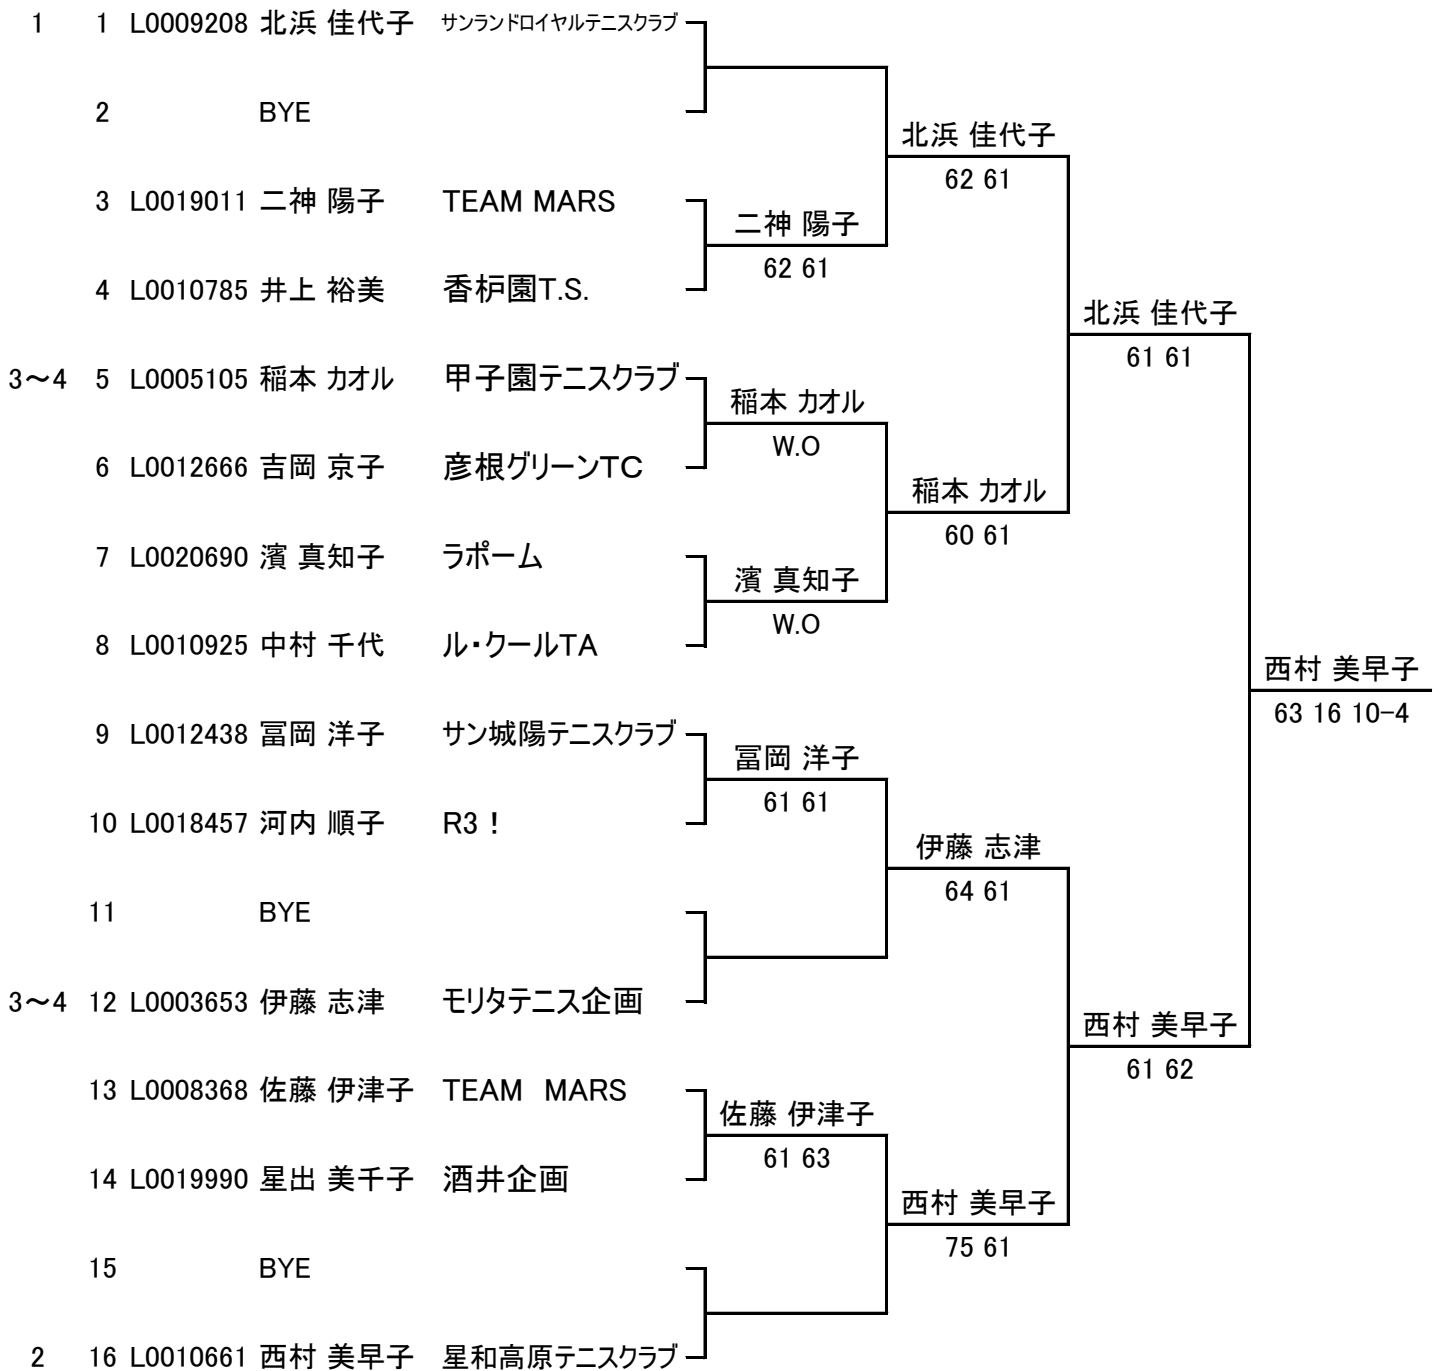 1 1 L0009208 北浜 佳代子 サンランドロイヤルテニスクラブ
2 BYE
北浜 佳代子
62 61
3 L0019011 二神 陽子 TEAM MARS
二神 陽子
62 61
4 L0010785 井上 裕美 香枦園T.S.
北浜 佳代子
61 61
3~4 5 L0005105 稲本 カオル 甲子園テニスクラブ
稲本 カオル
W.O
6 L0012666 吉岡 京子 彦根グリーンTC
稲本 カオル
60 61
7 L0020690 濱 真知子 ラポーム
濱 真知子
W.O
8 L0010925 中村 千代 ル・クールTA
西村 美早子
63 16 10-4
9 L0012438 冨岡 洋子 サン城陽テニスクラブ
冨岡 洋子
61 61
10 L0018457 河内 順子 R3！
伊藤 志津
64 61
11 BYE
3~4 12 L0003653 伊藤 志津 モリタテニス企画
西村 美早子
61 62
13 L0008368 佐藤 伊津子 TEAM MARS
佐藤 伊津子
61 63
14 L0019990 星出 美千子 酒井企画
西村 美早子
75 61
15 BYE
2 16 L0010661 西村 美早子 星和高原テニスクラブ